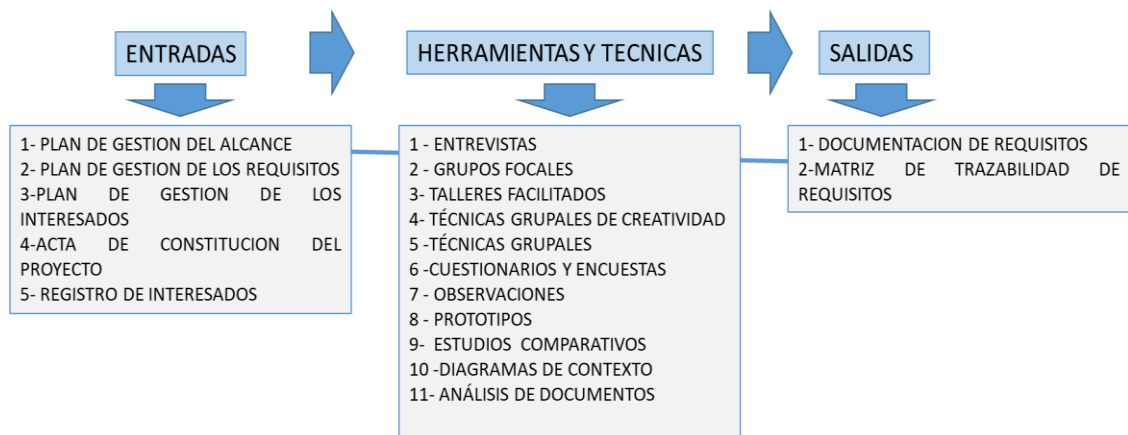 ENTRADAS
HERRAMIENTAS Y TECNICAS
SALIDAS
1- PLAN DE GESTION DEL ALCANCE
2- PLAN DE GESTION DE LOS REQUISITOS
3-PLAN DE GESTION DE LOS
INTERESADOS
4-ACTA DE CONSTITUCION DEL
PROYECTO
5- REGISTRO DE INTERESADOS
1 - ENTREVISTAS
2 - GRUPOS FOCALES
3- TALLERES FACILITADOS
4- TÉCNICAS GRUPALES DE CREATIVIDAD
5 -TÉCNICAS GRUPALES
6 -CUESTIONARIOS Y ENCUESTAS
7 - OBSERVACIONES
8 - PROTOTIPOS
9- ESTUDIOS COMPARATIVOS
10 -DIAGRAMAS DE CONTEXTO
11- ANÁLISIS DE DOCUMENTOS
1- DOCUMENTACION DE REQUISITOS
2-MATRIZ DE TRAZABILIDAD DE
REQUISITOS